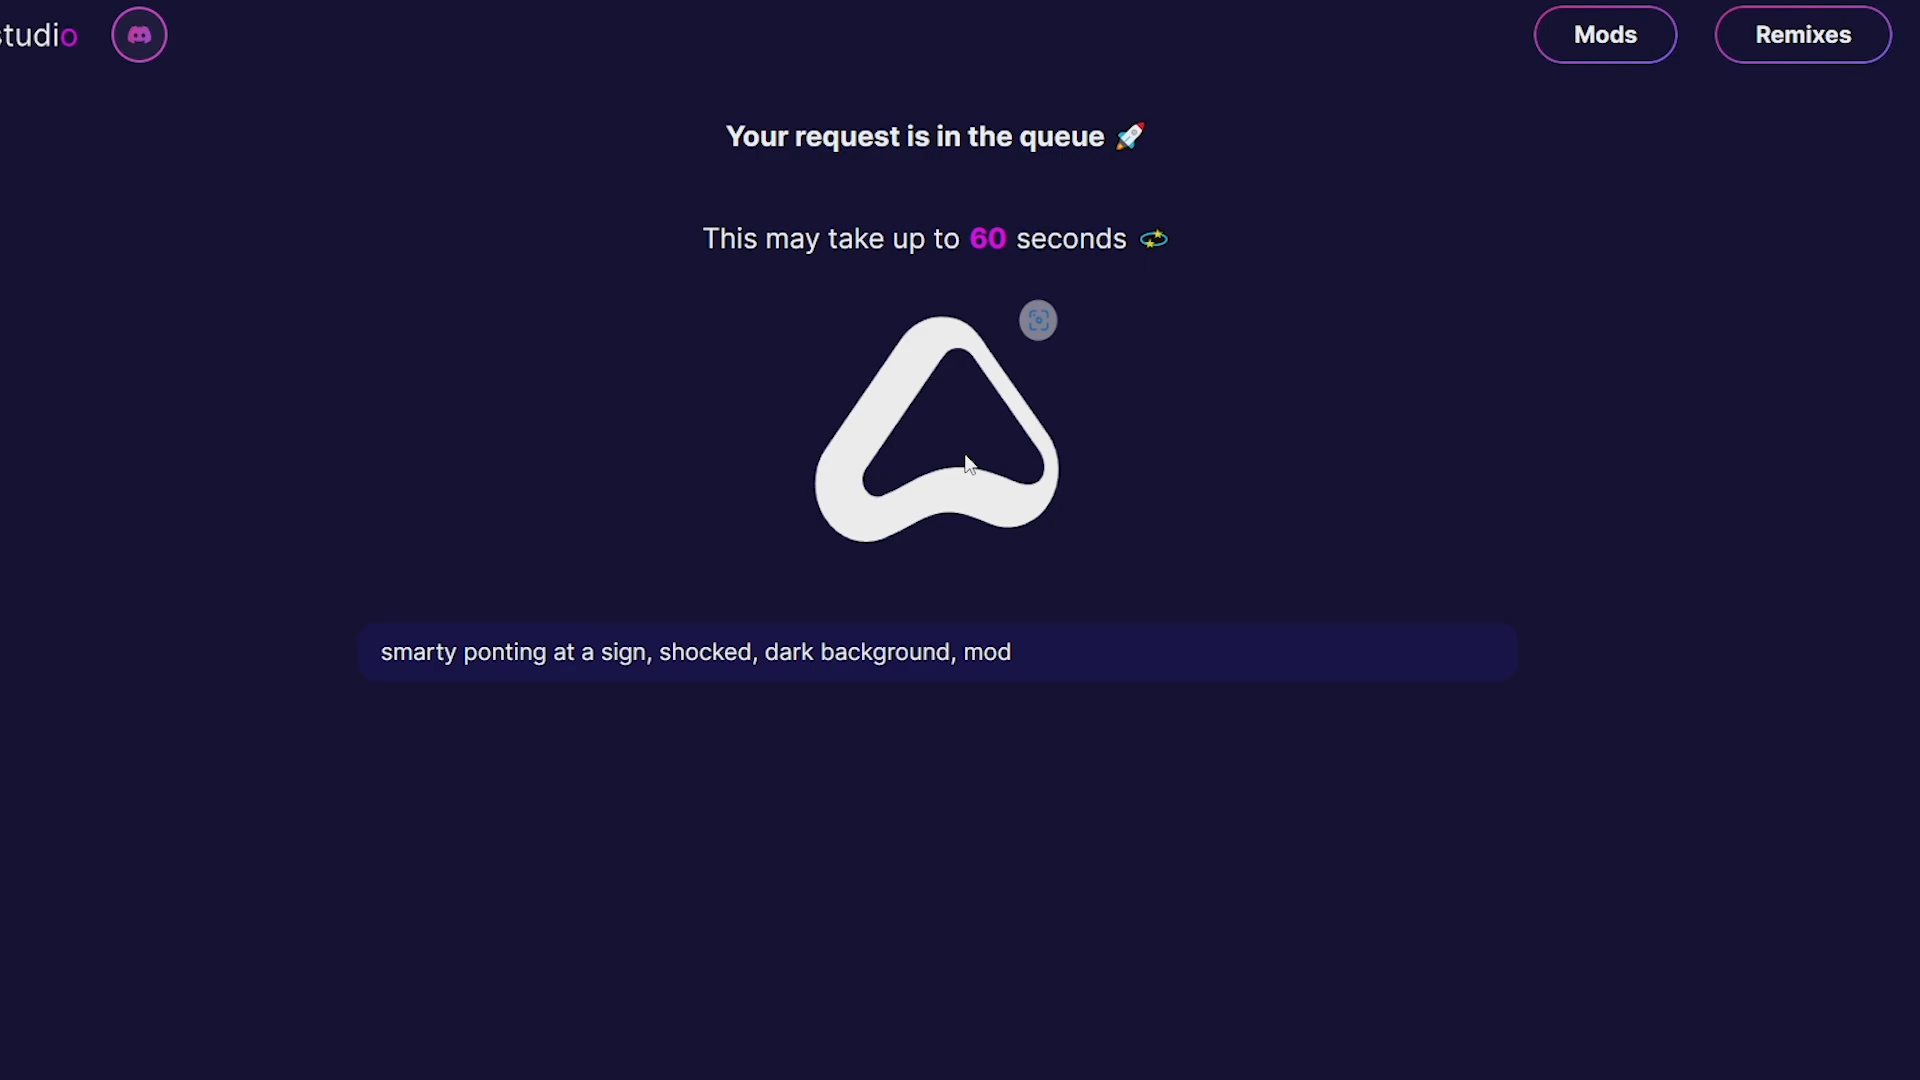 studio
Mods
Remixes
Your request is in the queue 🚀
This may take up to 60 seconds 💫
smarty ponting at a sign, shocked, dark background, mod